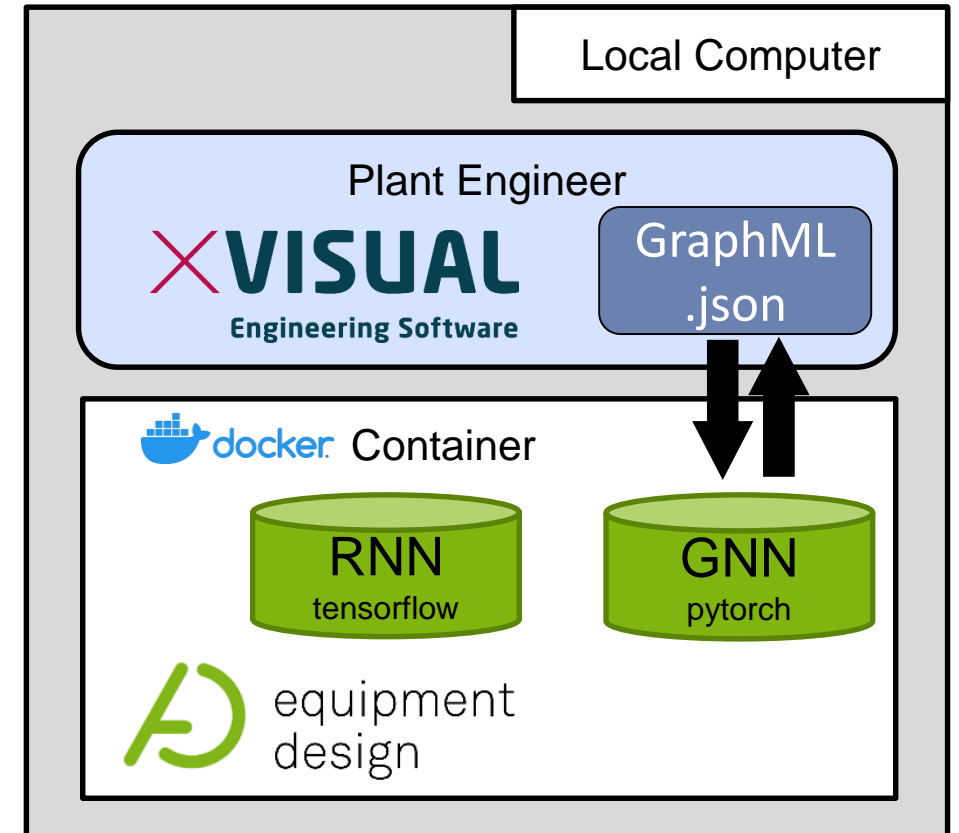 Local Computer
Plant Engineer
XVISUAL
Engineering Software
GraphML
.json
docker Container
RNN
tensorflow
GNN
pytorch
equipment
design